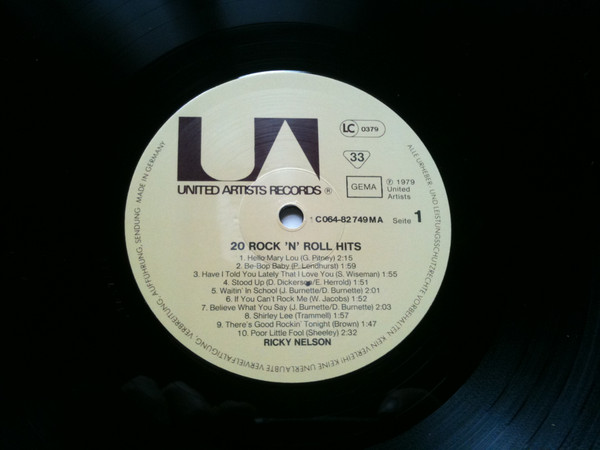 UA
UNITED ARTISTS RECORDS ®
LC 0379
33
GEMA
℗ 1979
United
Artists
1C064-82749MA
Seite 1
20 ROCK 'N' ROLL HITS
1. Hello Mary Lou (G. Pitney) 2:15
2. Be-Bop Baby (P. Lendhurst) 1:59
3. Have I Told You Lately That I Love You (S. Wiseman) 1:55
4. Stood Up (D. Dickerson/E. Herrold) 1:51
5. Waitin' In School (J. Burnette/D. Burnette) 2:01
6. If You Can't Rock Me (W. Jacobs) 1:52
7. Believe What You Say (J. Burnette/D. Burnette) 2:03
8. Shirley Lee (Trammell) 1:57
9. There's Good Rockin' Tonight (Brown) 1:47
10. Poor Little Fool (Sheeley) 2:32
RICKY NELSON
ALLE URHEBER- UND LEISTUNGSSCHUTZRECHTE VORBEHALTEN. KEIN VERLEIH! KEINE UNERLAUBTE VERVIELFÄLTIGUNG, VERMIETUNG, AUFFÜHRUNG, SENDUNG. MADE IN GERMANY